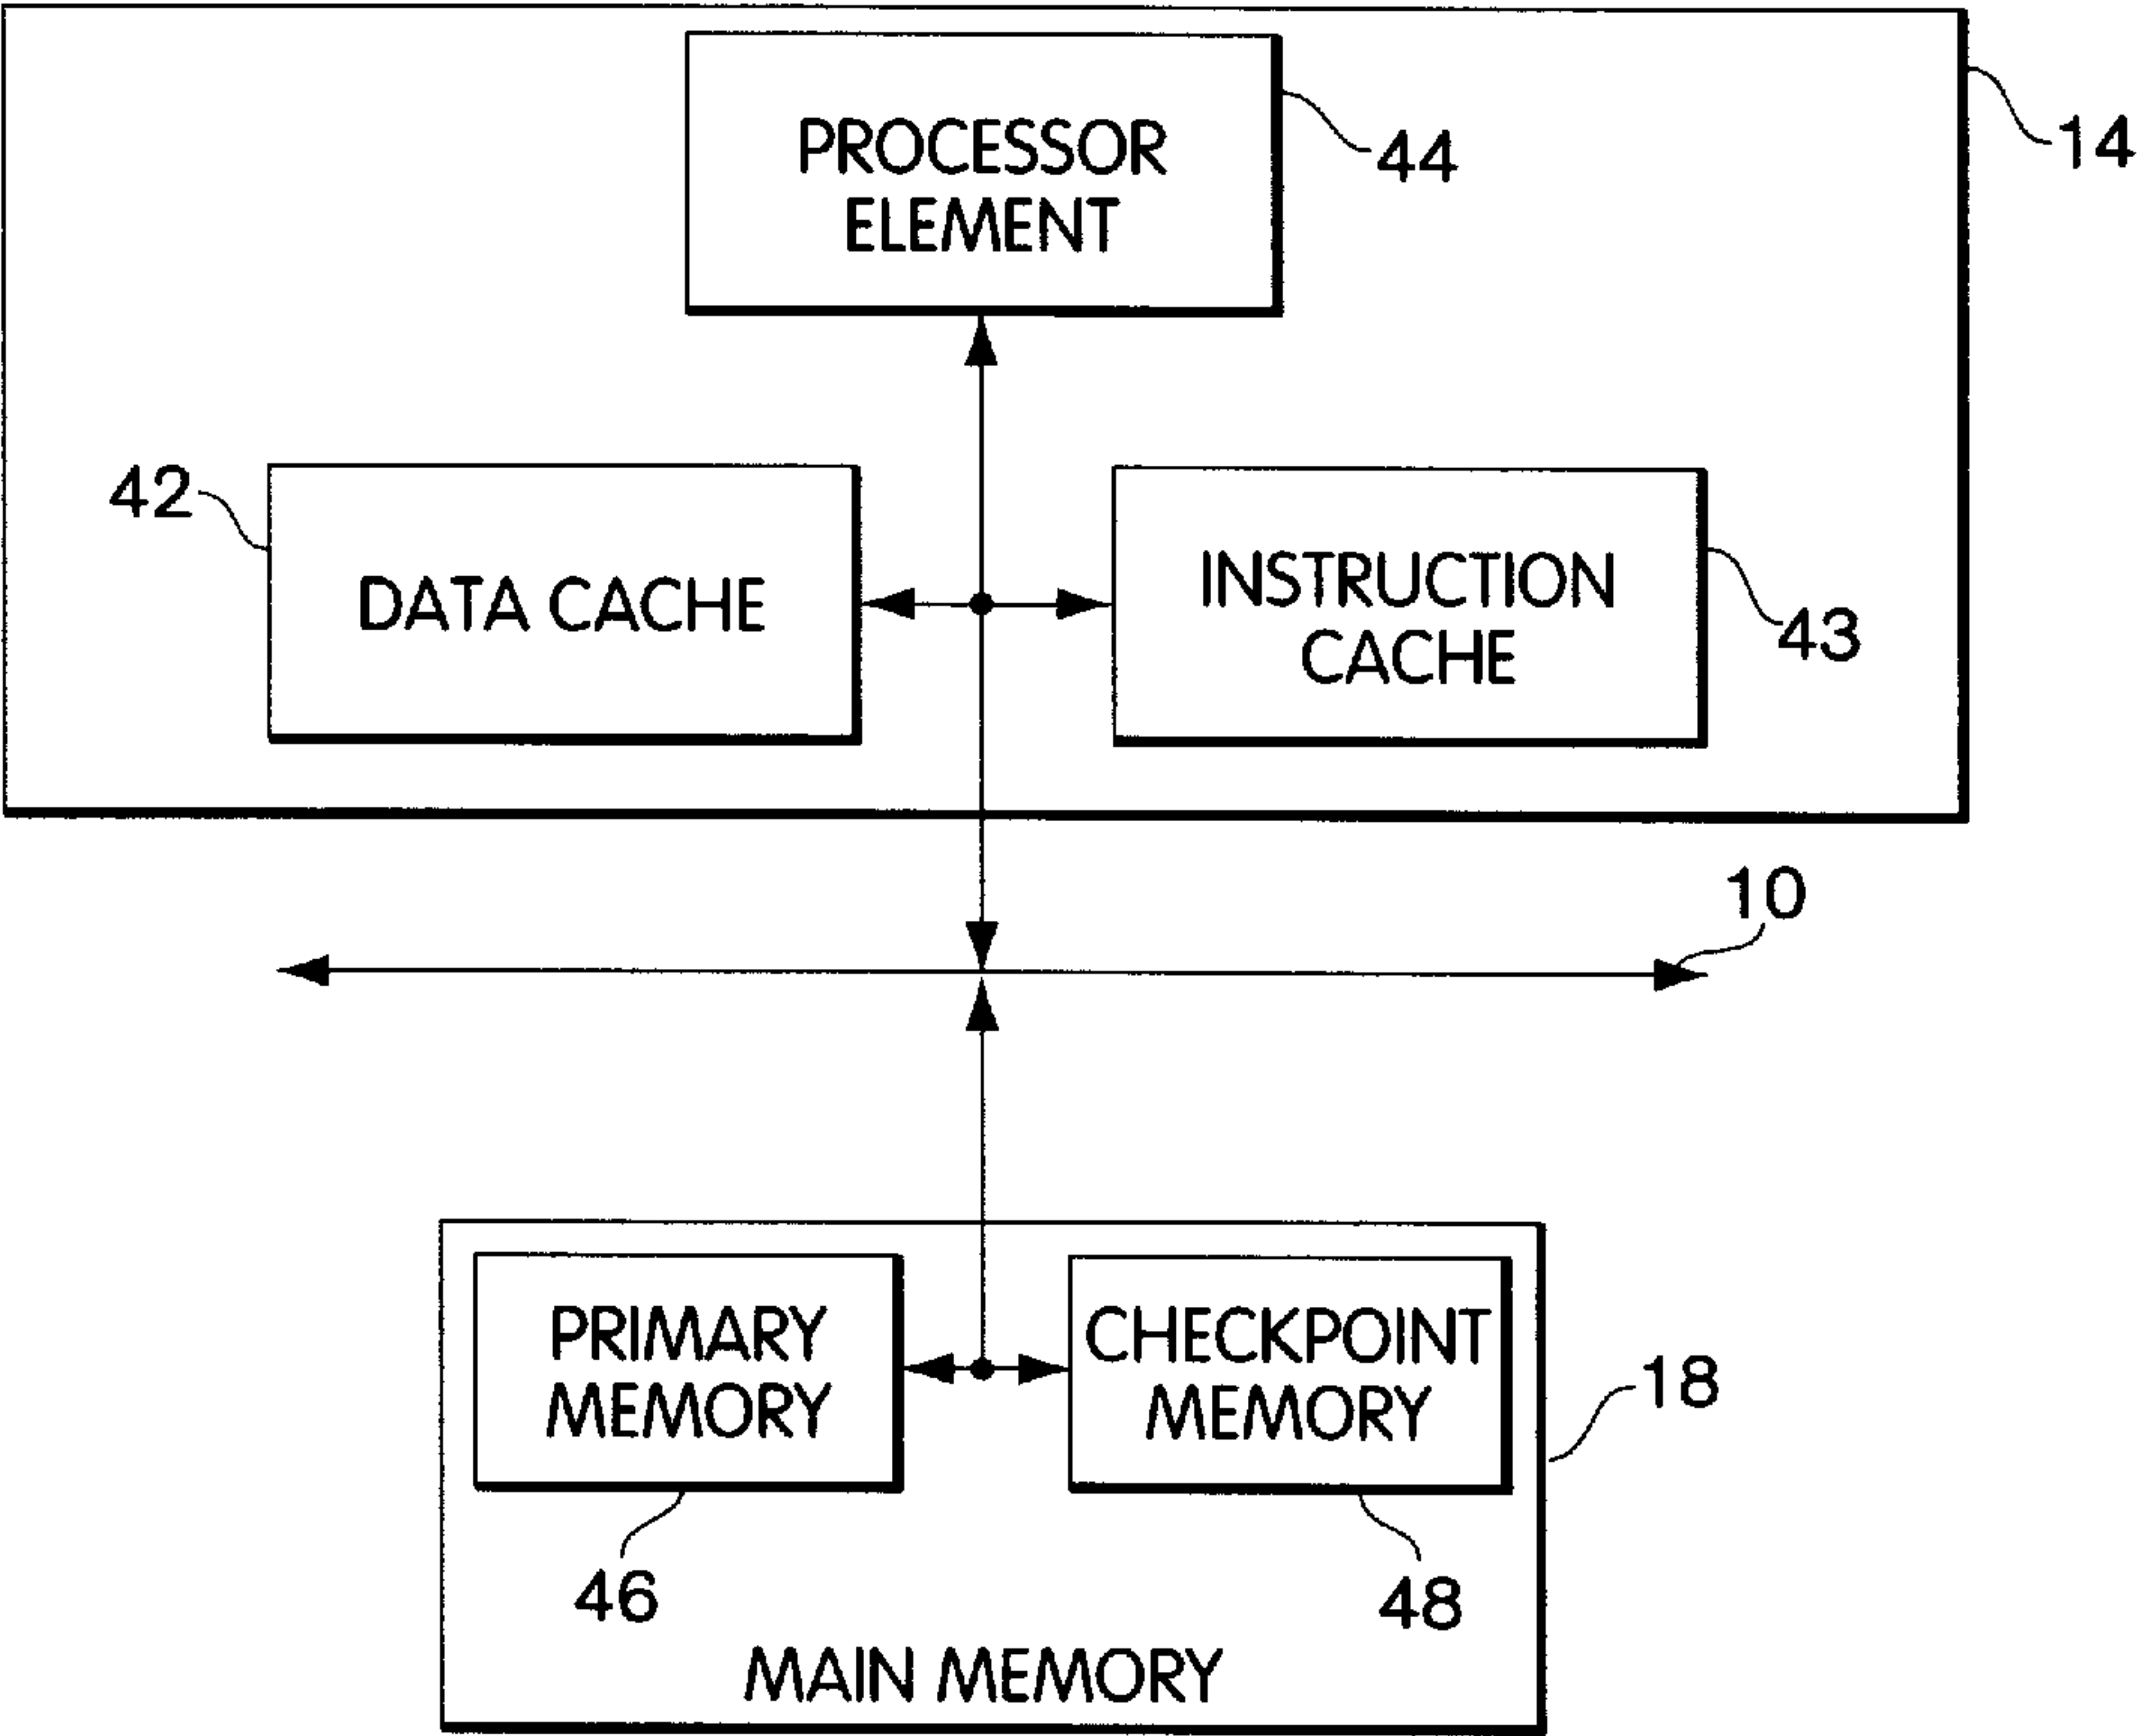 PROCESSOR
ELEMENT
44
14
42
DATA CACHE
INSTRUCTION
CACHE
43
10
PRIMARY
MEMORY
CHECKPOINT
MEMORY
18
46
48
MAIN MEMORY